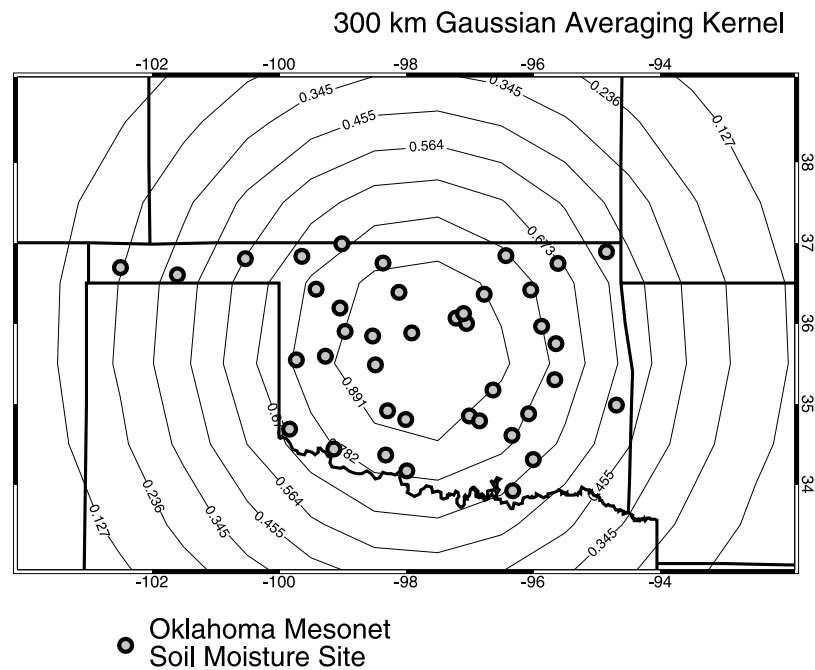 300 km Gaussian Averaging Kernel
-102 -100 -98 -96 -94
0.345 0.345 0.236
0.455 0.127
0.564
38
37
0.673
36
0.891
35
0.782
34
0.564 0.455
0.127 0.236 0.345 0.455 0.345
-102 -100 -98 -96 -94
Oklahoma Mesonet
Soil Moisture Site